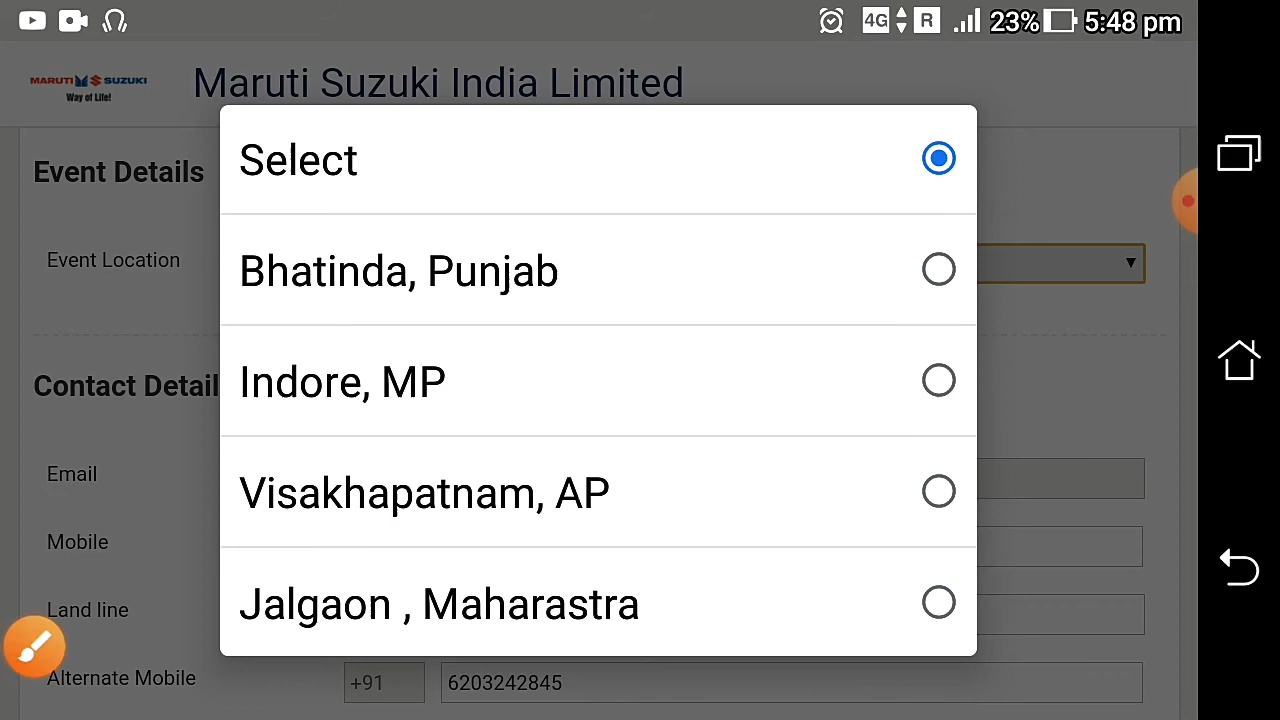 4G R 23% 5:48 pm
MARUTI SUZUKI
Way of Life!
Maruti Suzuki India Limited
Event Details
Event Location
Select
Bhatinda, Punjab
Indore, MP
Visakhapatnam, AP
Jalgaon , Maharastra
Contact Detail
Email
Mobile
Land line
Alternate Mobile +91 6203242845